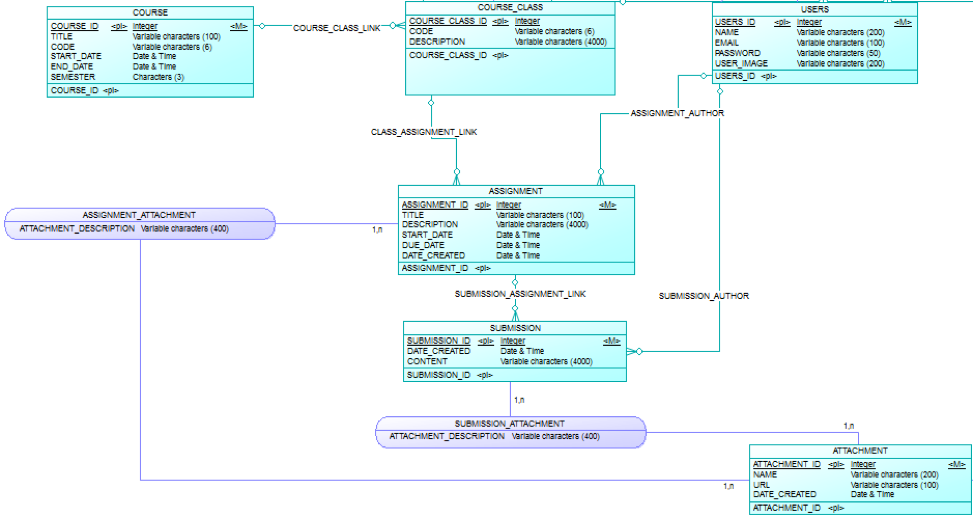 COURSE
COURSE_ID <pi> Integer <M>
TITLE Variable characters (100)
CODE Variable characters (6)
START_DATE Date & Time
END_DATE Date & Time
SEMESTER Characters (3)
COURSE_ID <pi>
COURSE_CLASS_LINK
COURSE_CLASS
COURSE_CLASS_ID <pi> Integer
CODE Variable characters (6)
DESCRIPTION Variable characters (4000)
COURSE_CLASS_ID <pi>
USERS
USERS_ID <pi> Integer <M>
NAME Variable characters (200)
EMAIL Variable characters (100)
PASSWORD Variable characters (50)
USER_IMAGE Variable characters (200)
USERS_ID <pi>
CLASS_ASSIGNMENT_LINK
ASSIGNMENT_AUTHOR
ASSIGNMENT
ASSIGNMENT_ID <pi> Integer <M>
TITLE Variable characters (100)
DESCRIPTION Variable characters (4000)
START_DATE Date & Time
DUE_DATE Date & Time
DATE_CREATED Date & Time
ASSIGNMENT_ID <pi>
ASSIGNMENT_ATTACHMENT
ATTACHMENT_DESCRIPTION Variable characters (400)
1,n
SUBMISSION_ASSIGNMENT_LINK
SUBMISSION_AUTHOR
SUBMISSION
SUBMISSION_ID <pi> Integer <M>
DATE_CREATED Date & Time
CONTENT Variable characters (4000)
SUBMISSION_ID <pi>
1,n
SUBMISSION_ATTACHMENT
ATTACHMENT_DESCRIPTION Variable characters (400)
1,n
ATTACHMENT
ATTACHMENT_ID <pi> Integer <M>
NAME Variable characters (200)
URL Variable characters (100)
DATE_CREATED Date & Time
ATTACHMENT_ID <pi>
1,n